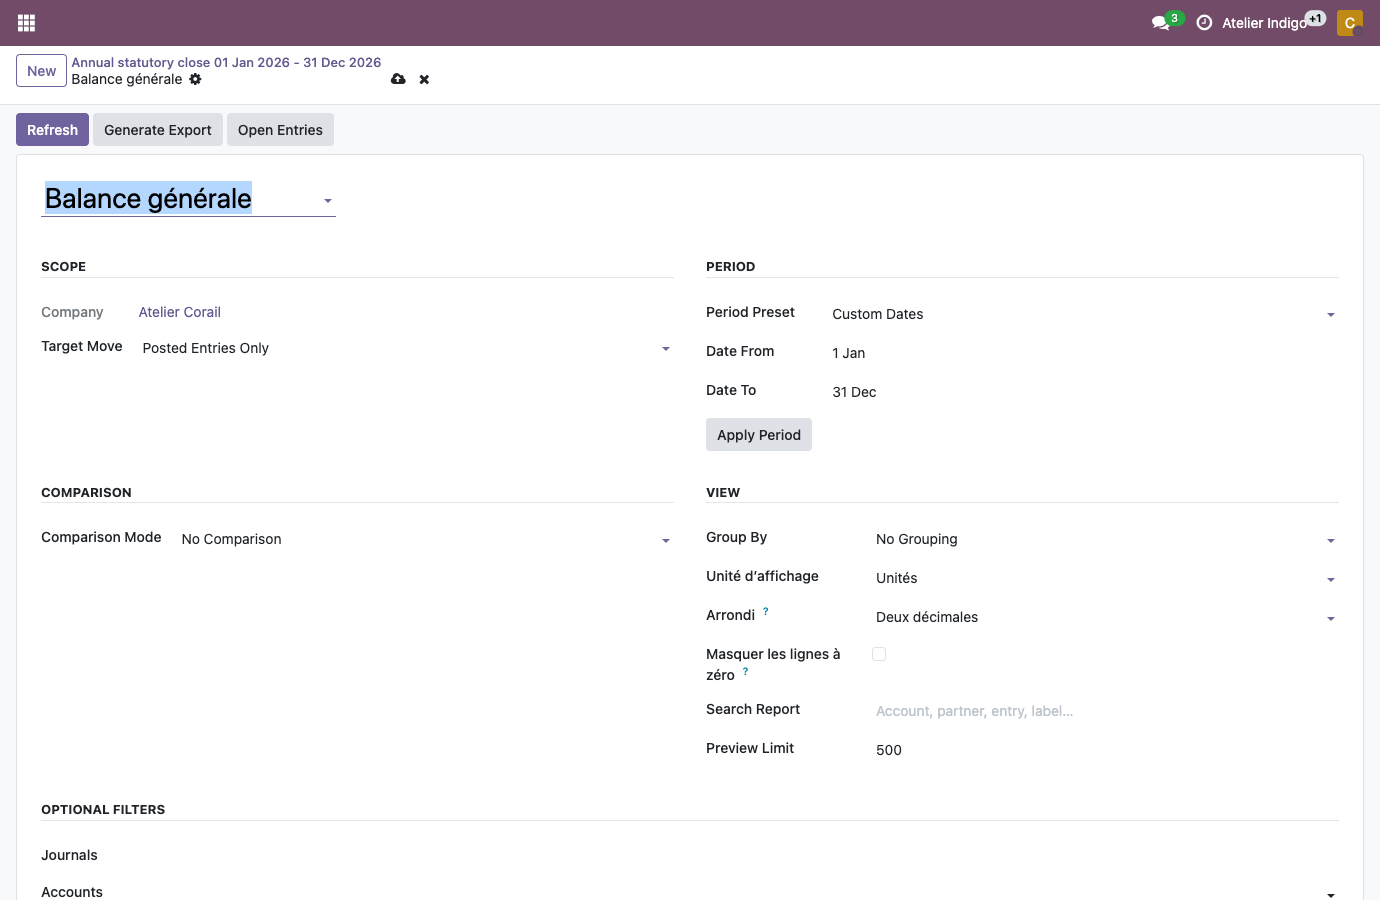 3
Atelier Indigo
+1
C
New
Annual statutory close 01 Jan 2026 - 31 Dec 2026
Balance générale
Refresh
Generate Export
Open Entries
Balance générale
SCOPE
Company
Atelier Corail
Target Move
Posted Entries Only
PERIOD
Period Preset
Custom Dates
Date From
1 Jan
Date To
31 Dec
Apply Period
COMPARISON
Comparison Mode
No Comparison
VIEW
Group By
No Grouping
Unité d’affichage
Unités
Arrondi ?
Deux décimales
Masquer les lignes à
zéro ?
Search Report
Account, partner, entry, label...
Preview Limit
500
OPTIONAL FILTERS
Journals
Accounts